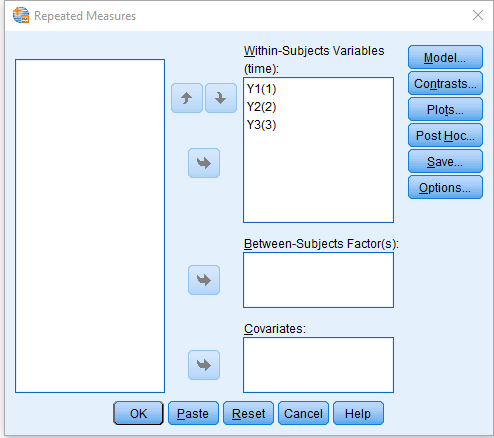 Repeated Measures
Within-Subjects Variables
(time):
Y1(1)
Y2(2)
Y3(3)
Between-Subjects Factor(s):
Covariates:
Model...
Contrasts...
Plots...
Post Hoc...
Save...
Options...
OK
Paste
Reset
Cancel
Help